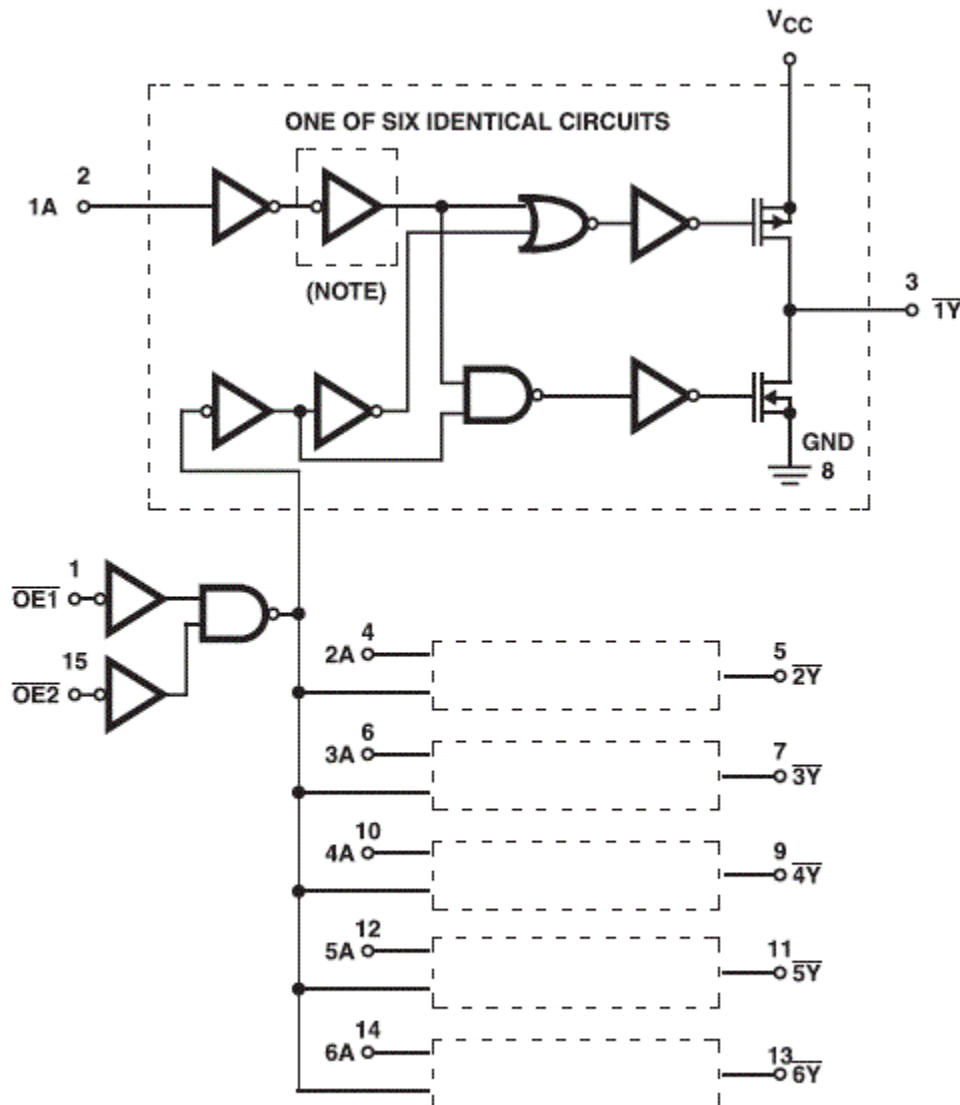 VCC
ONE OF SIX IDENTICAL CIRCUITS
2
1A
(NOTE)
3
1Y
GND
8
1
OE1
15
OE2
4
2A
5
2Y
6
3A
7
3Y
10
4A
9
4Y
12
5A
11
5Y
14
6A
13
6Y